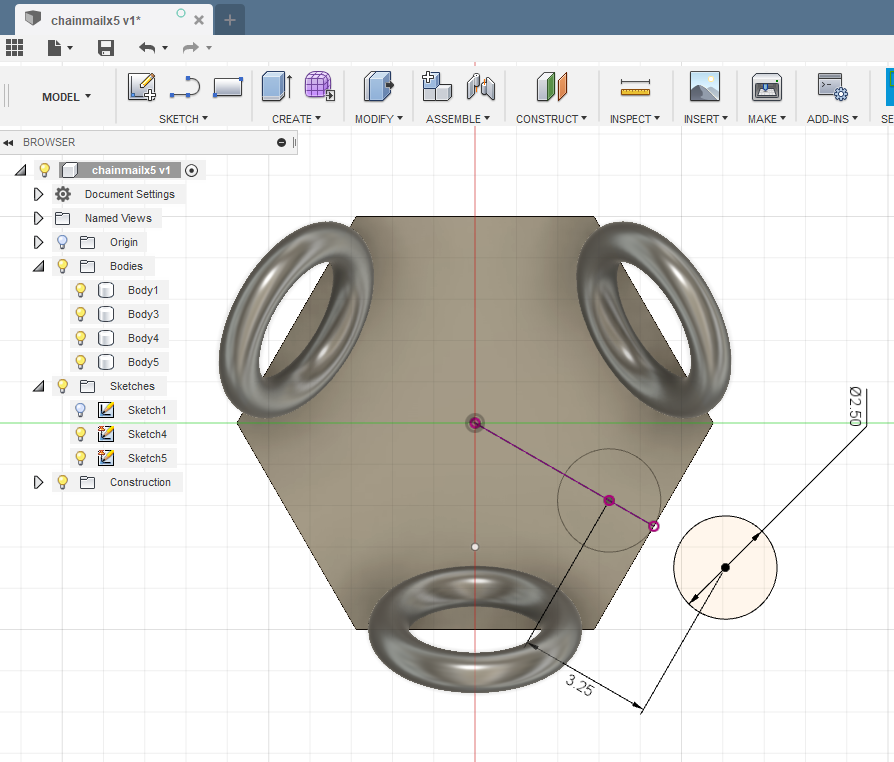 chainmailx5 v1*
MODEL
SKETCH
CREATE
MODIFY
ASSEMBLE
CONSTRUCT
INSPECT
INSERT
MAKE
ADD-INS
SE
BROWSER
chainmailx5 v1
Document Settings
Named Views
Origin
Bodies
Body1
Body3
Body4
Body5
Sketches
Sketch1
Sketch4
Sketch5
Construction
Ø2.50
3.25